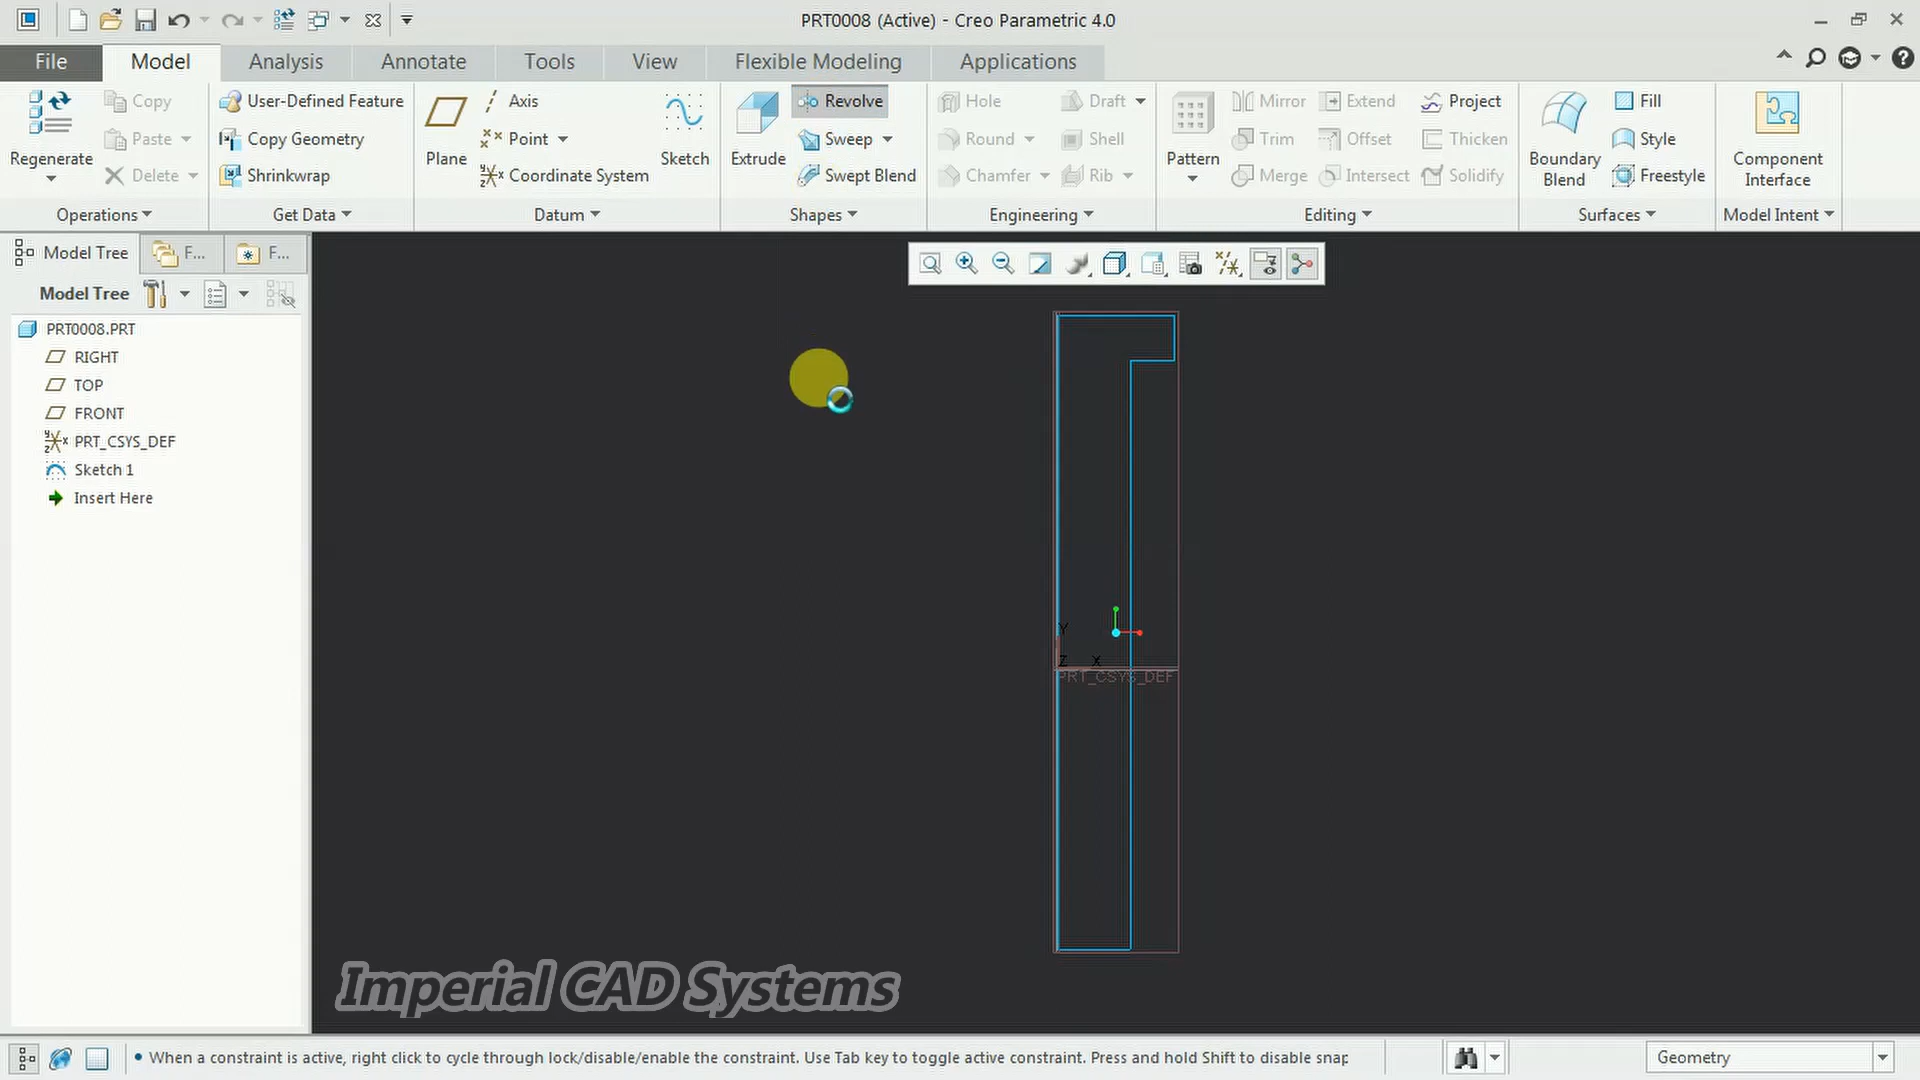 PRT0008 (Active) - Creo Parametric 4.0
File Model Analysis Annotate Tools View Flexible Modeling Applications
Regenerate
Copy
Paste
Delete
Operations
User-Defined Feature
Copy Geometry
Shrinkwrap
Get Data
Plane
Axis
Point
Coordinate System
Sketch
Datum
Extrude
Revolve
Sweep
Swept Blend
Shapes
Hole
Draft
Round
Shell
Chamfer
Rib
Engineering
Pattern
Mirror
Extend
Project
Trim
Offset
Thicken
Merge
Intersect
Solidify
Editing
Boundary
Blend
Fill
Style
Freestyle
Surfaces
Component
Interface
Model Intent
Model Tree F... F...
Model Tree
PRT0008.PRT
RIGHT
TOP
FRONT
PRT_CSYS_DEF
Sketch 1
Insert Here
Y
Z X
PRT_CSYS_DEF
Imperial CAD Systems
• When a constraint is active, right click to cycle through lock/disable/enable the constraint. Use Tab key to toggle active constraint. Press and hold Shift to disable snap
Geometry